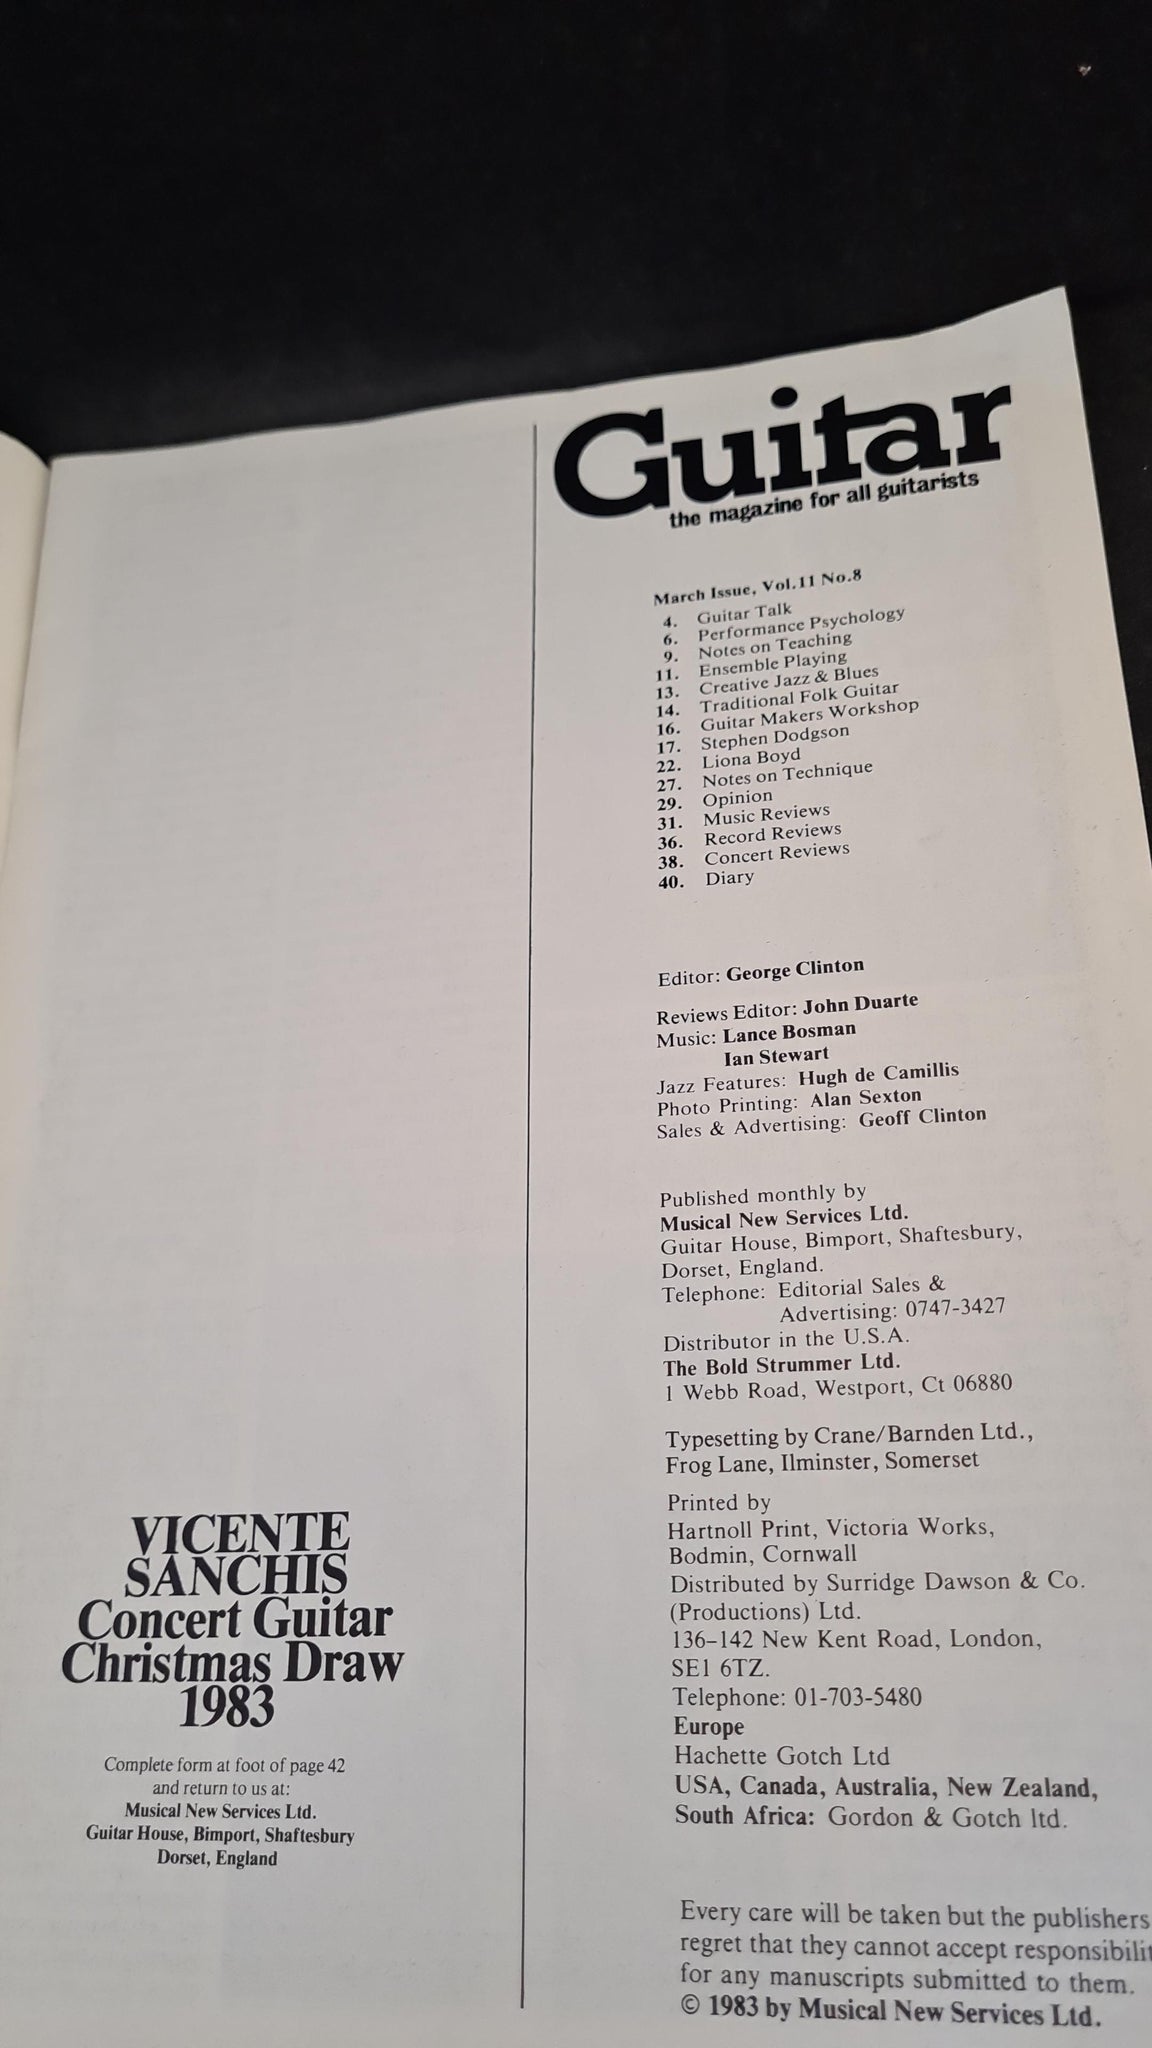 Guitar
the magazine for all guitarists
March Issue, Vol.11 No.8
4. Guitar Talk
6. Performance Psychology
9. Notes on Teaching
11. Ensemble Playing
13. Creative Jazz & Blues
14. Traditional Folk Guitar
16. Guitar Makers Workshop
17. Stephen Dodgson
22. Liona Boyd
27. Notes on Technique
29. Opinion
31. Music Reviews
36. Record Reviews
38. Concert Reviews
40. Diary
Editor: George Clinton
Reviews Editor: John Duarte
Music: Lance Bosman
Ian Stewart
Jazz Features: Hugh de Camillis
Photo Printing: Alan Sexton
Sales & Advertising: Geoff Clinton
Published monthly by
Musical New Services Ltd.
Guitar House, Bimport, Shaftesbury,
Dorset, England.
Telephone: Editorial Sales &
Advertising: 0747-3427
Distributor in the U.S.A.
The Bold Strummer Ltd.
1 Webb Road, Westport, Ct 06880
Typesetting by Crane/Barnden Ltd.,
Frog Lane, Ilminster, Somerset
Printed by
Hartnoll Print, Victoria Works,
Bodmin, Cornwall
Distributed by Surridge Dawson & Co.
(Productions) Ltd.
136-142 New Kent Road, London,
SE1 6TZ.
Telephone: 01-703-5480
Europe
Hachette Gotch Ltd
USA, Canada, Australia, New Zealand,
South Africa: Gordon & Gotch ltd.
Every care will be taken but the publishers
regret that they cannot accept responsibilit
for any manuscripts submitted to them.
© 1983 by Musical New Services Ltd.
VICENTE
SANCHIS
Concert Guitar
Christmas Draw
1983
Complete form at foot of page 42
and return to us at:
Musical New Services Ltd.
Guitar House, Bimport, Shaftesbury
Dorset, England